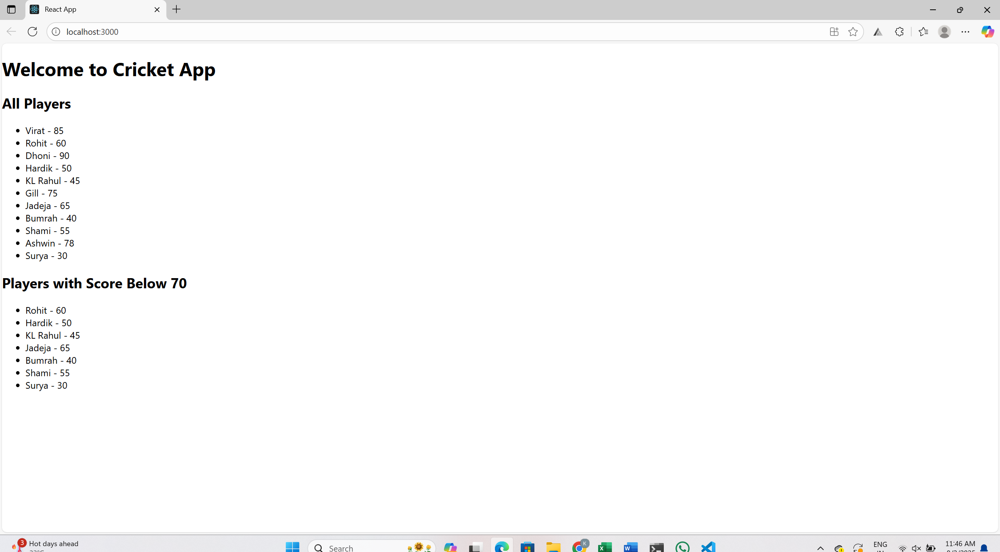 React App
localhost:3000
Welcome to Cricket App
All Players
Virat - 85
Rohit - 60
Dhoni - 90
Hardik - 50
KL Rahul - 45
Gill - 75
Jadeja - 65
Bumrah - 40
Shami - 55
Ashwin - 78
Surya - 30
Players with Score Below 70
Rohit - 60
Hardik - 50
KL Rahul - 45
Jadeja - 65
Bumrah - 40
Shami - 55
Surya - 30
3 Hot days ahead
Search
K
X
W
ENG
11:46 AM